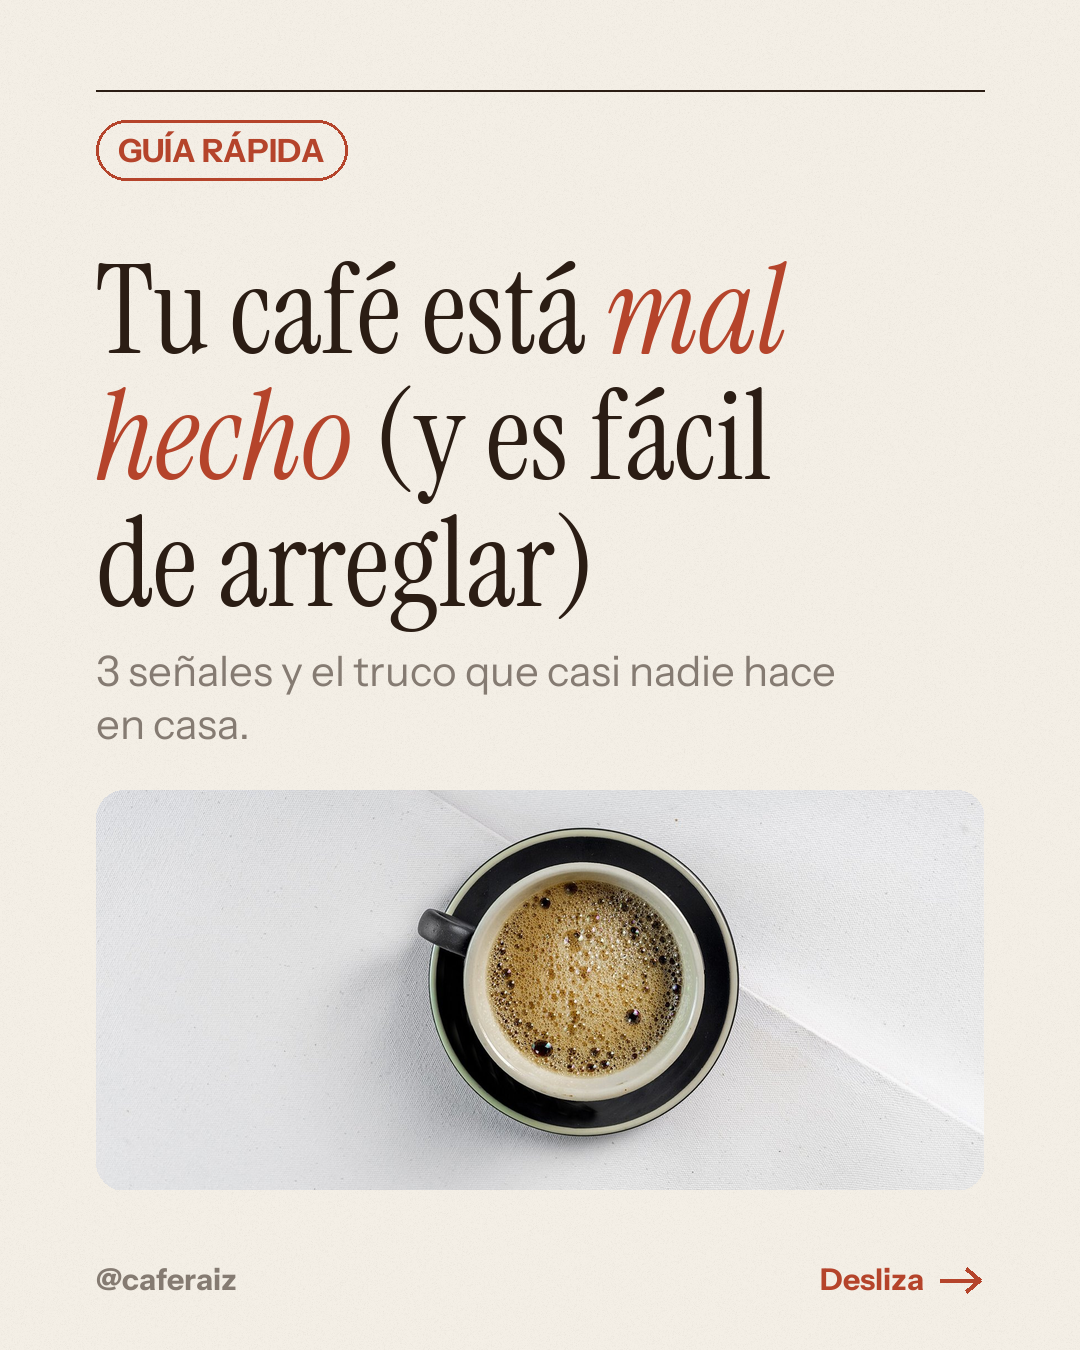 GUÍA RÁPIDA
Tu café está mal
hecho (y es fácil
de arreglar)
3 señales y el truco que casi nadie hace
en casa.
@caferaiz
Desliza →